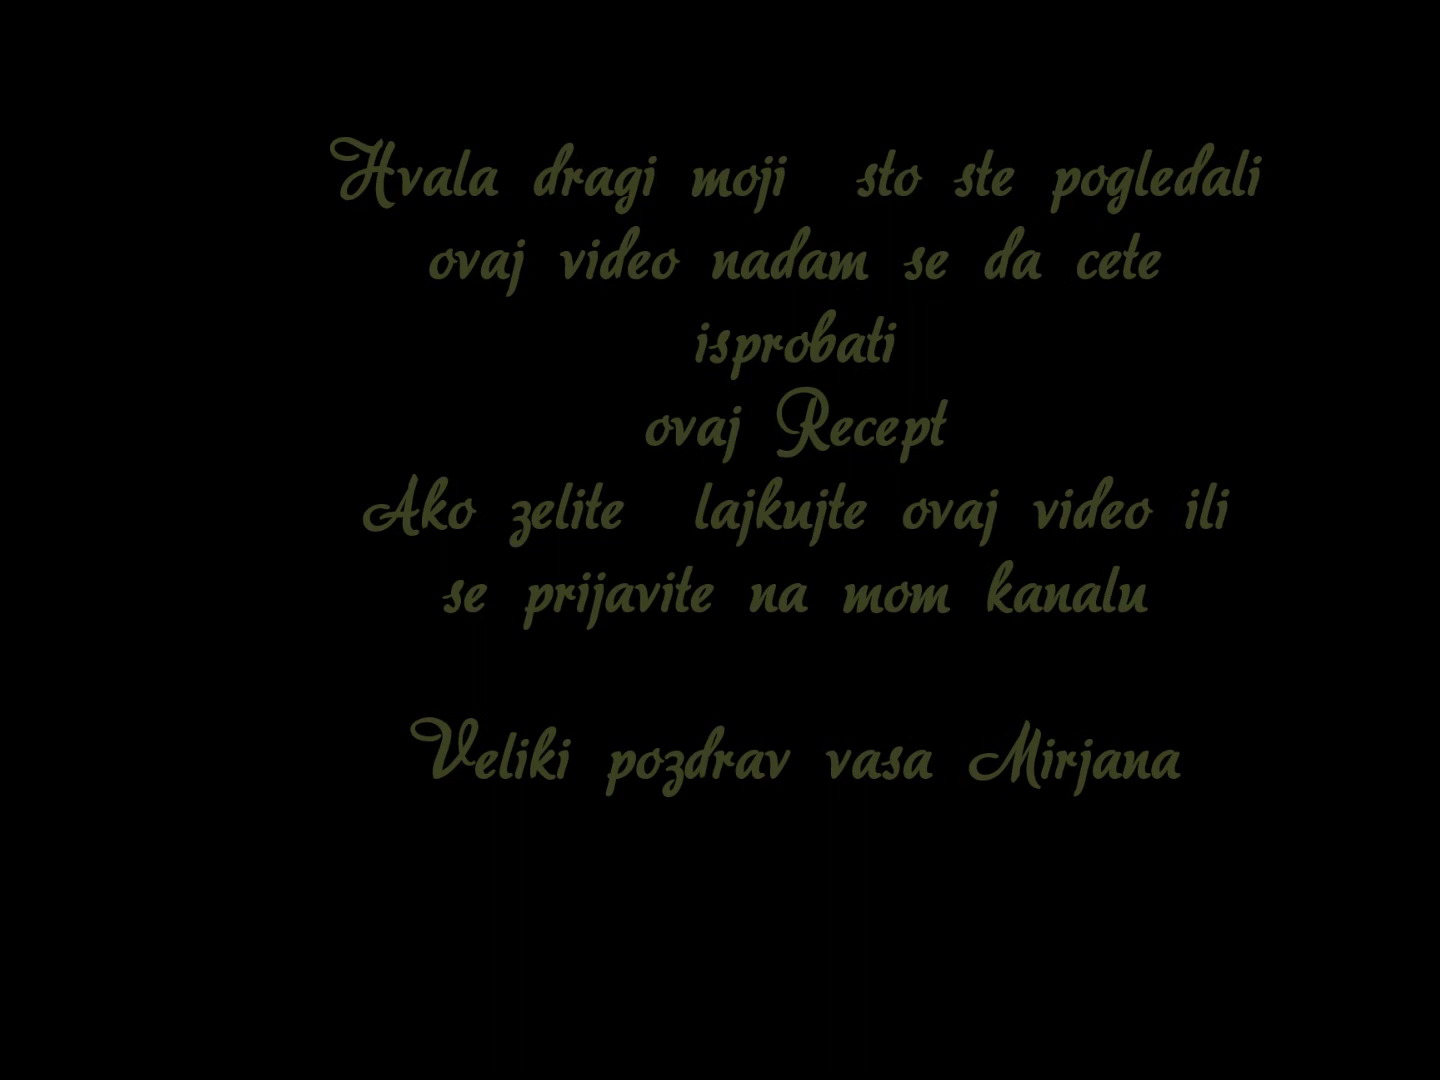 Hvala dragi moji sto ste pogledali
ovaj video nadam se da cete
isprobati
ovaj Recept
Ako zelite lajkujte ovaj video ili
se prijavite na mom kanalu
Veliki pozdrav vasa Mirjana